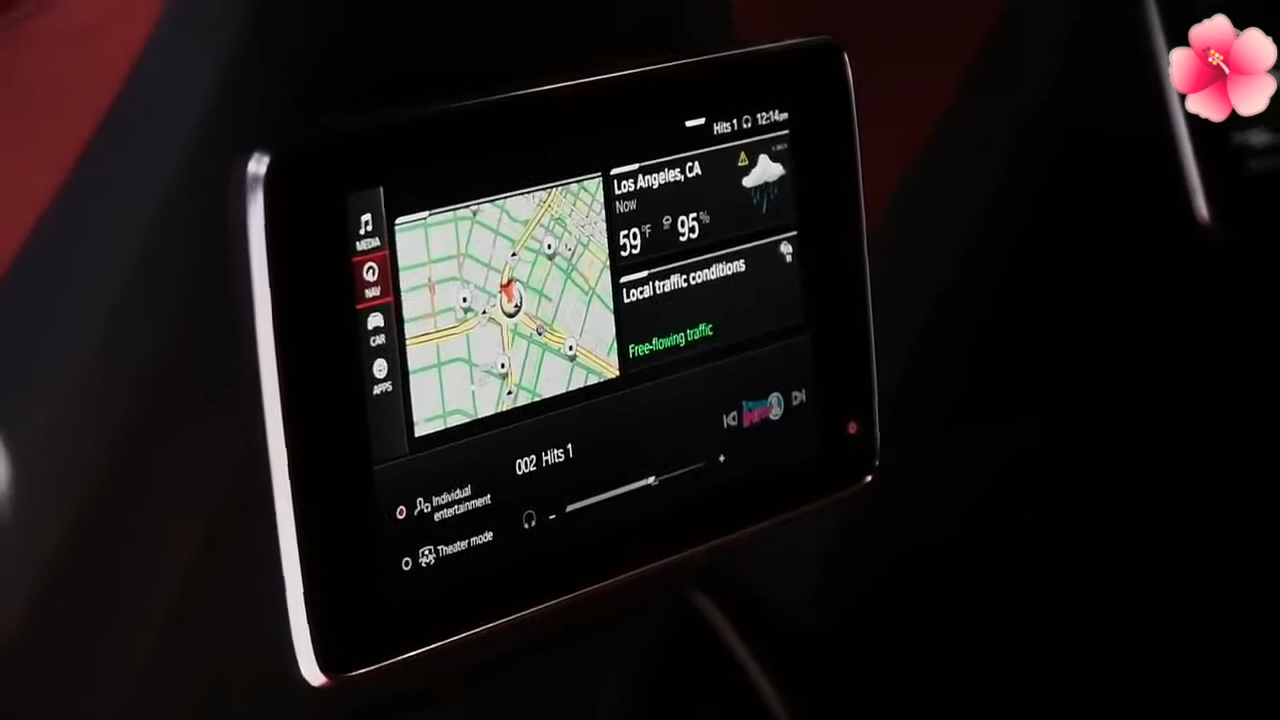 Hits 1 12:14pm
MEDIA
NAV
CAR
APPS
Los Angeles, CA
Now
59°F 95%
Local traffic conditions
Free-flowing traffic
002 Hits 1
Individual
entertainment
- +
Theater mode